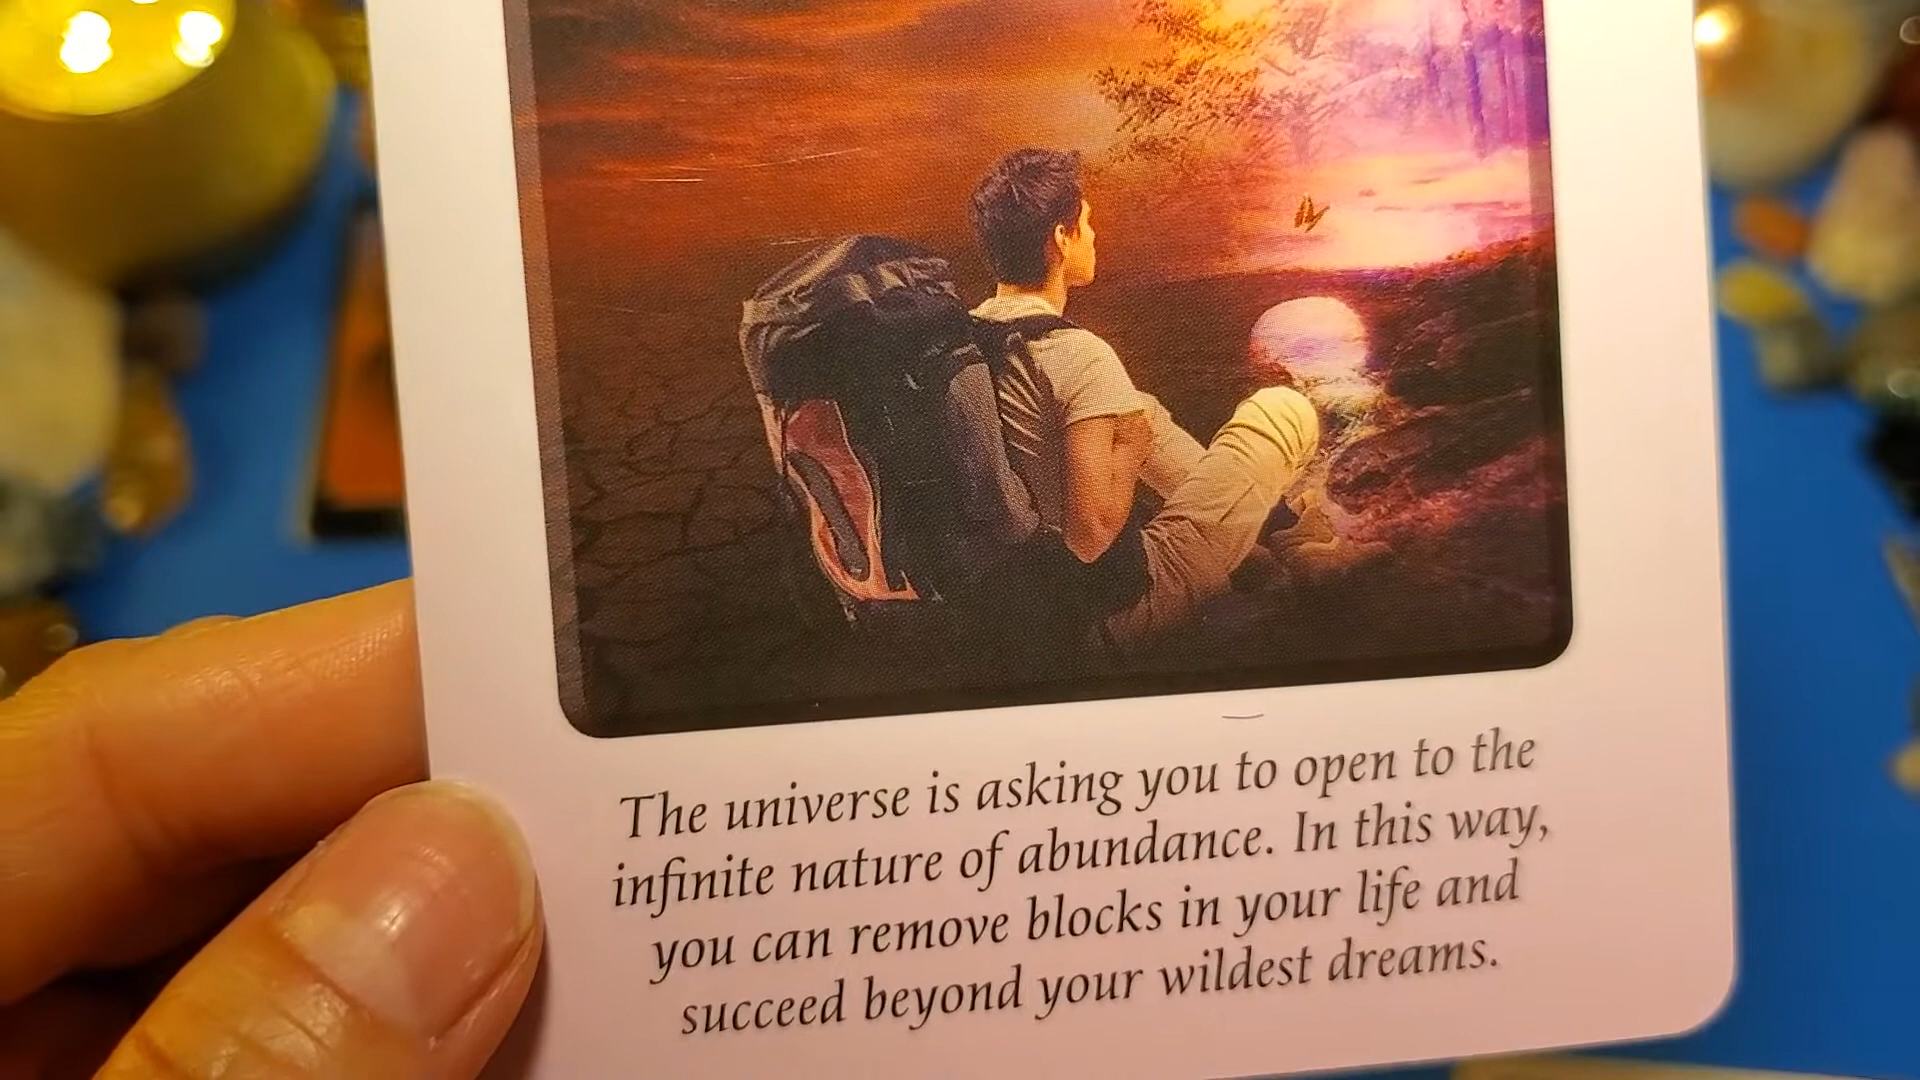 The universe is asking you to open to the
infinite nature of abundance. In this way,
you can remove blocks in your life and
succeed beyond your wildest dreams.